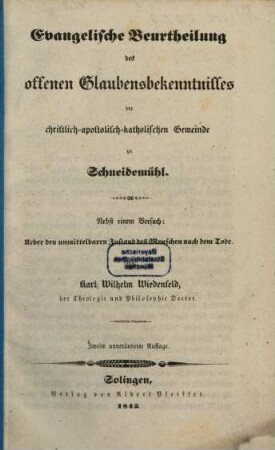 Evangelische Beurtheilung
des
offenen Glaubensbekenntnisses
der
christlich-apostolisch-katholischen Gemeinde
zu
Schneidemühl.
Nebst einem Versuch:
Ueber den unmittelbaren Zustand des Menschen nach dem Tode
Karl Wilhelm Wiedenfeld,
der Theologie und Philosophie Doctor.
Zweite unveränderte Auflage.
Solingen,
Verlag von Albert Pfeiffer.
1845.